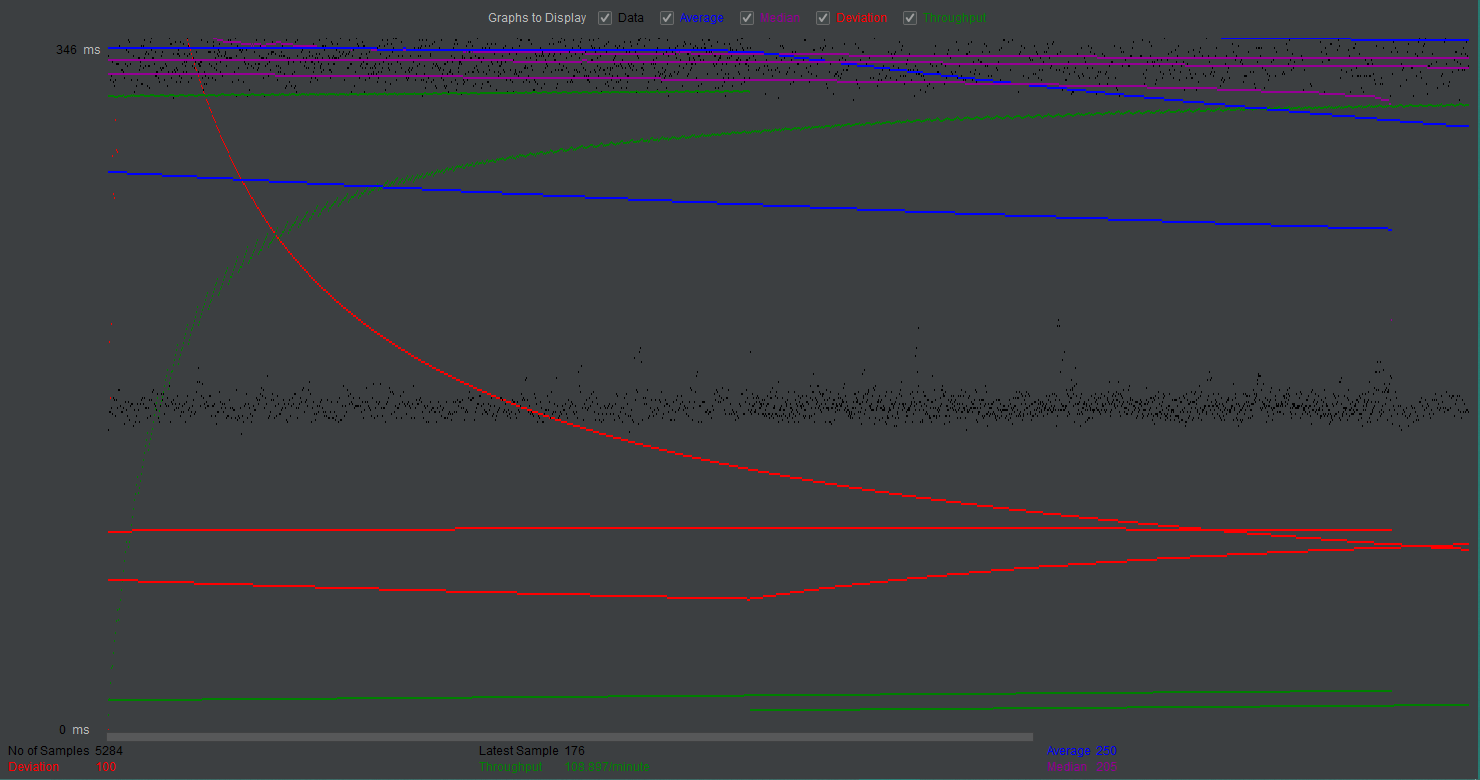 Graphs to Display Data Average Median Deviation Throughput
346 ms
0 ms
No of Samples 5284 Latest Sample 176 Average 250
Deviation 100 Throughput 108.897/minute Median